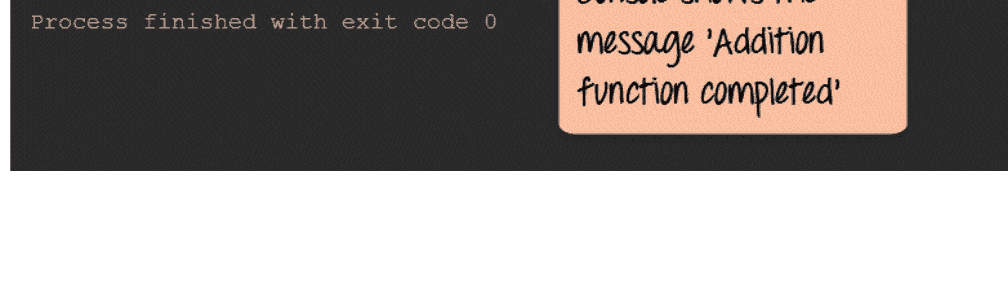 Process finished with exit code 0
message 'Addition
function completed'